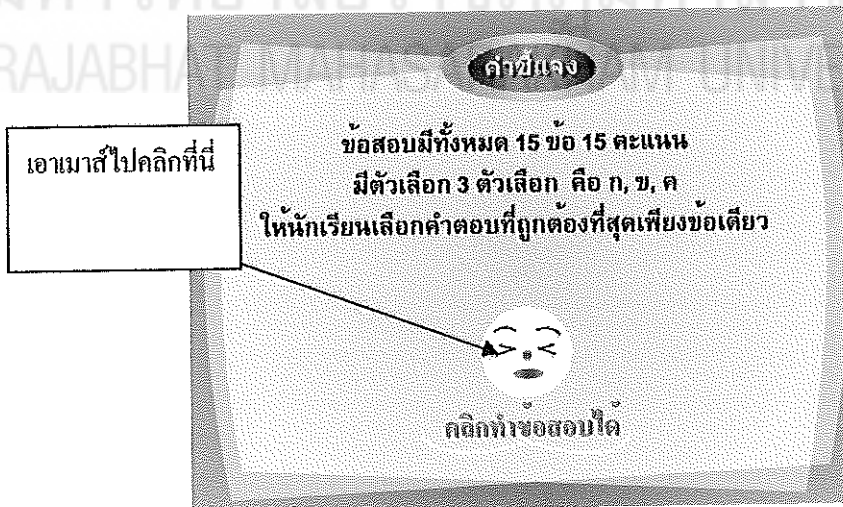 คำชี้แจง
ข้อสอบมีทั้งหมด 15 ข้อ 15 คะแนน
มีตัวเลือก 3 ตัวเลือก คือ ก, ข, ค
ให้นักเรียนเลือกคำตอบที่ถูกต้องที่สุดเพียงข้อเดียว
เอาเมาส์ไปคลิกที่นี่
คลิกทำข้อสอบได้